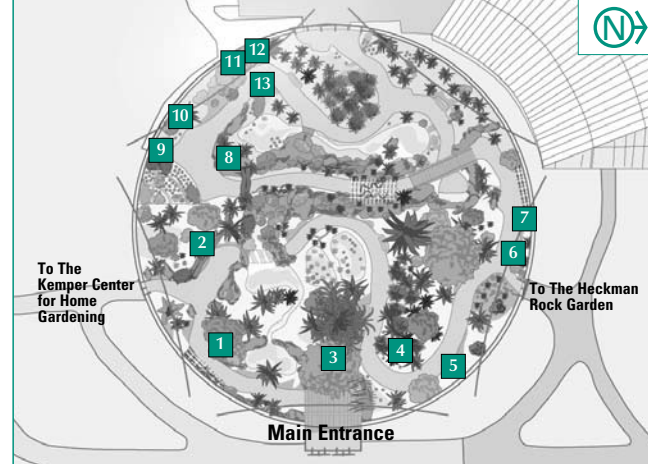 N
12
11
13
10
9
8
7
2
6
To The
Kemper Center
for Home
Gardening
To The Heckman
Rock Garden
1
3
4
5
Main Entrance